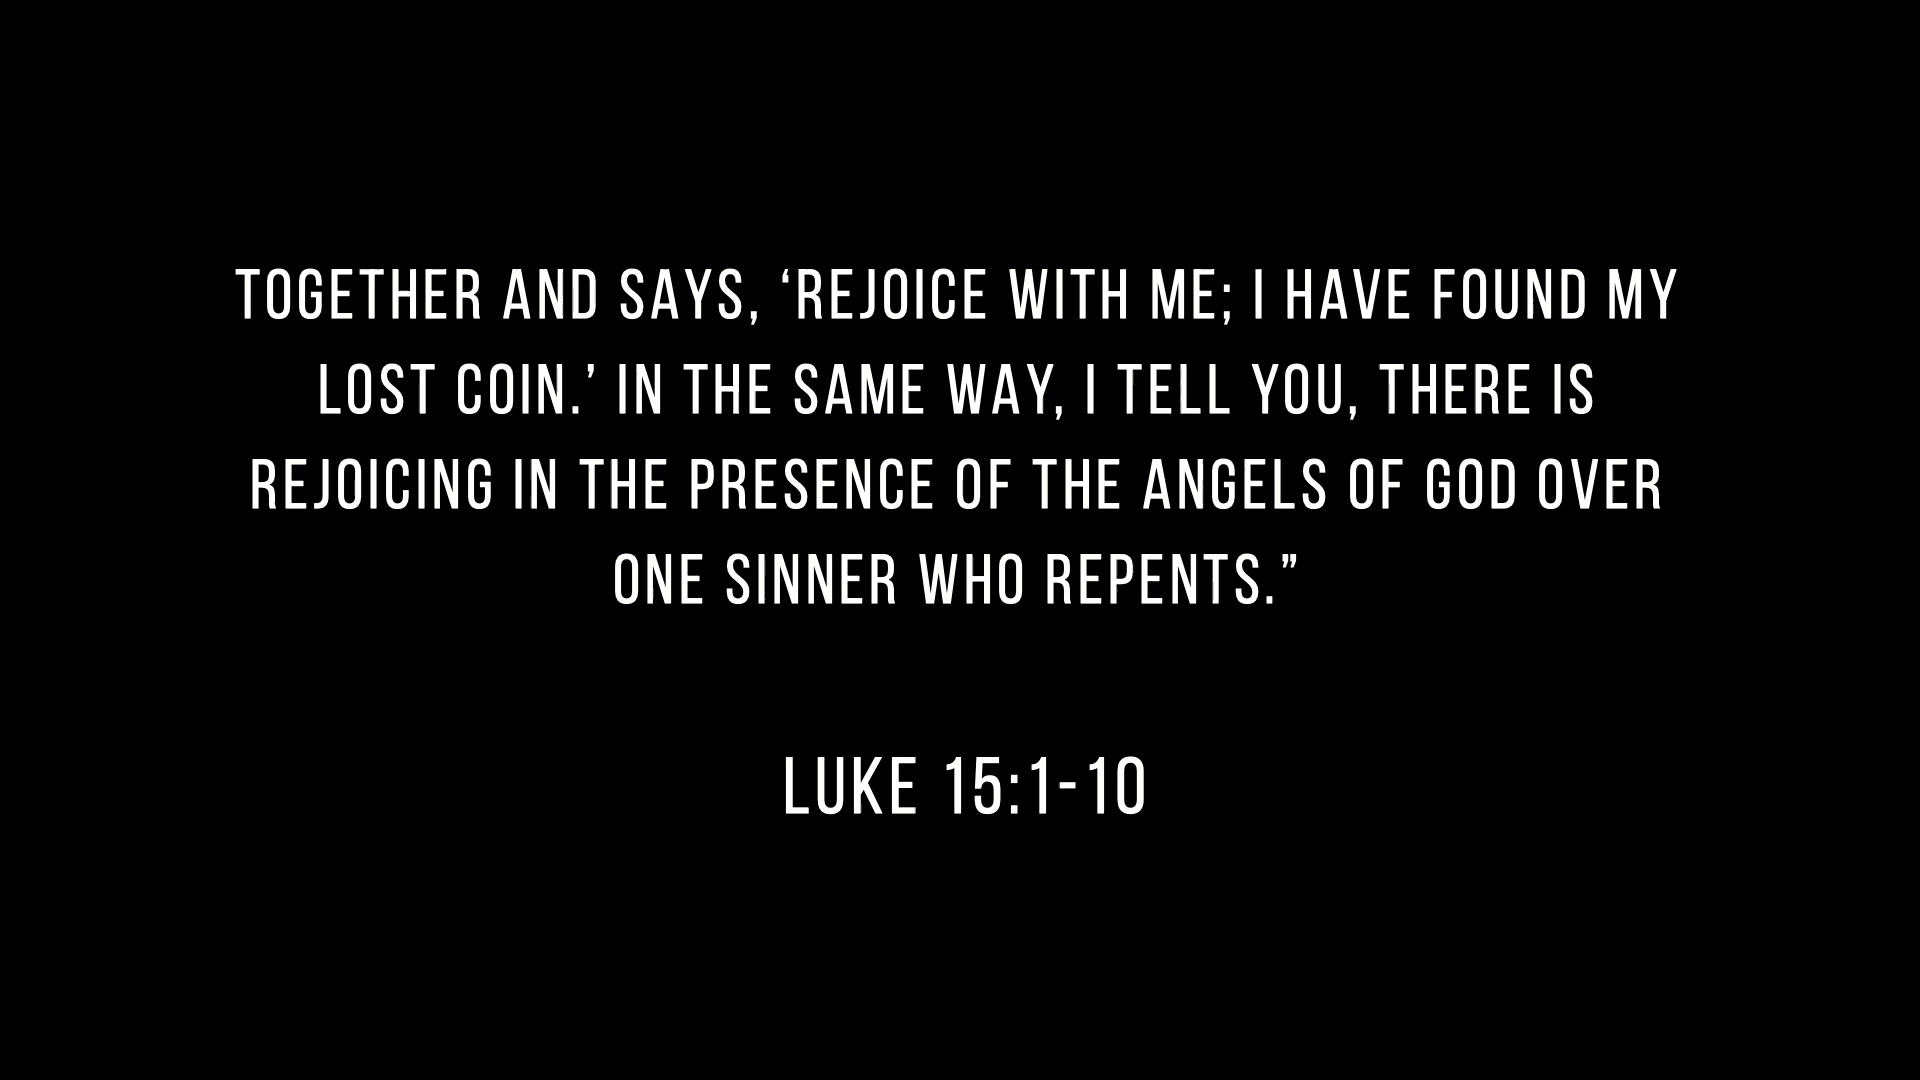 TOGETHER AND SAYS, ‘REJOICE WITH ME; I HAVE FOUND MY
LOST COIN.’ IN THE SAME WAY, I TELL YOU, THERE IS
REJOICING IN THE PRESENCE OF THE ANGELS OF GOD OVER
ONE SINNER WHO REPENTS.”
LUKE 15:1-10